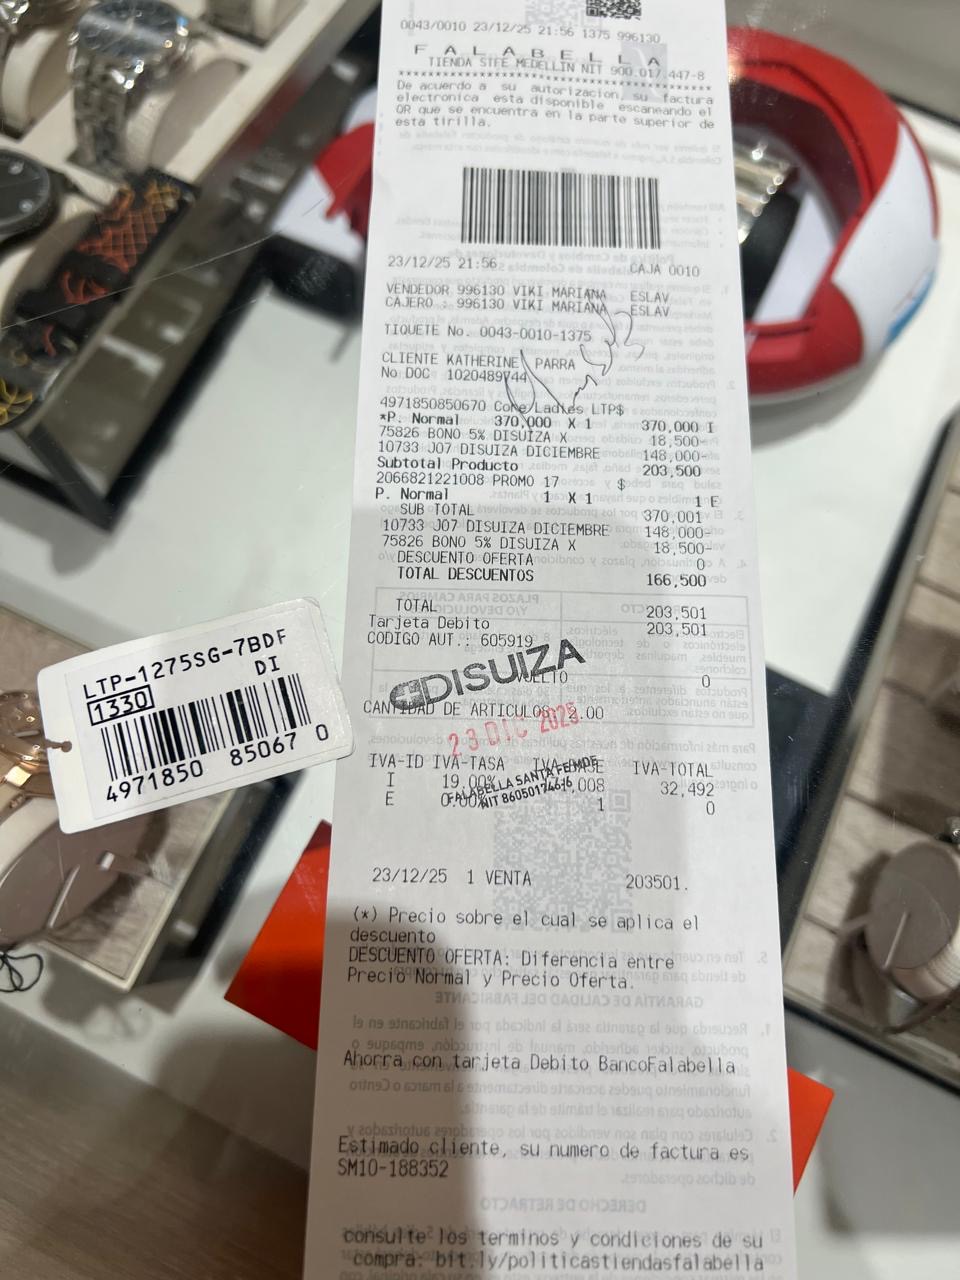 0043/0010 23/12/25 21:56 1375 996130
FALABELLA
TIENDA STFE MEDELLIN NIT 900.017.447-8
****************************************
De acuerdo a su autorizacion, su factura
electronica esta disponible escaneando el
QR que se encuentra en la parte superior de
esta tirilla.
23/12/25 21:56 CAJA 0010
VENDEDOR 996130 VIKI MARIANA ESLAV
CAJERO : 996130 VIKI MARIANA ESLAV
TIQUETE No. 0043-0010-1375
CLIENTE KATHERINE PARRA
No DOC 1020489744
4971850850670 Core/Ladies LTP$
*P. Normal 370,000 X 1 370,000 I
75826 BONO 5% DISUIZA X 18,500-
10733 J07 DISUIZA DICIEMBRE 148,000-
Subtotal Producto 203,500
2066821221008 PROMO 17 $
P. Normal 1 X 1 1 E
SUB TOTAL 370,001
10733 J07 DISUIZA DICIEMBRE 148,000-
75826 BONO 5% DISUIZA X 18,500-
DESCUENTO OFERTA 0
TOTAL DESCUENTOS 166,500
TOTAL 203,501
Tarjeta Debito 203,501
CODIGO AUT.: 605919
DISUIZA
VUELTO 0
CANTIDAD DE ARTICULOS 2.00
23 DIC 2025
IVA-ID IVA-TASA IVA-BASE IVA-TOTAL
I 19.00% ,008 32,492
E 0.00% 1 0
FALABELLA SANTA FE MDE
NIT
23/12/25 1 VENTA 203501.
(*) Precio sobre el cual se aplica el
descuento
DESCUENTO OFERTA: Diferencia entre
Precio Normal y Precio Oferta.
Ahorra con tarjeta Debito BancoFalabella
Estimado cliente, su numero de factura es
SM10-188352
consulte los terminos y condiciones de su
compra: bit.ly/politicastiendasfalabella
LTP-1275SG-7BDF
1330 DI
4971850 85067 0